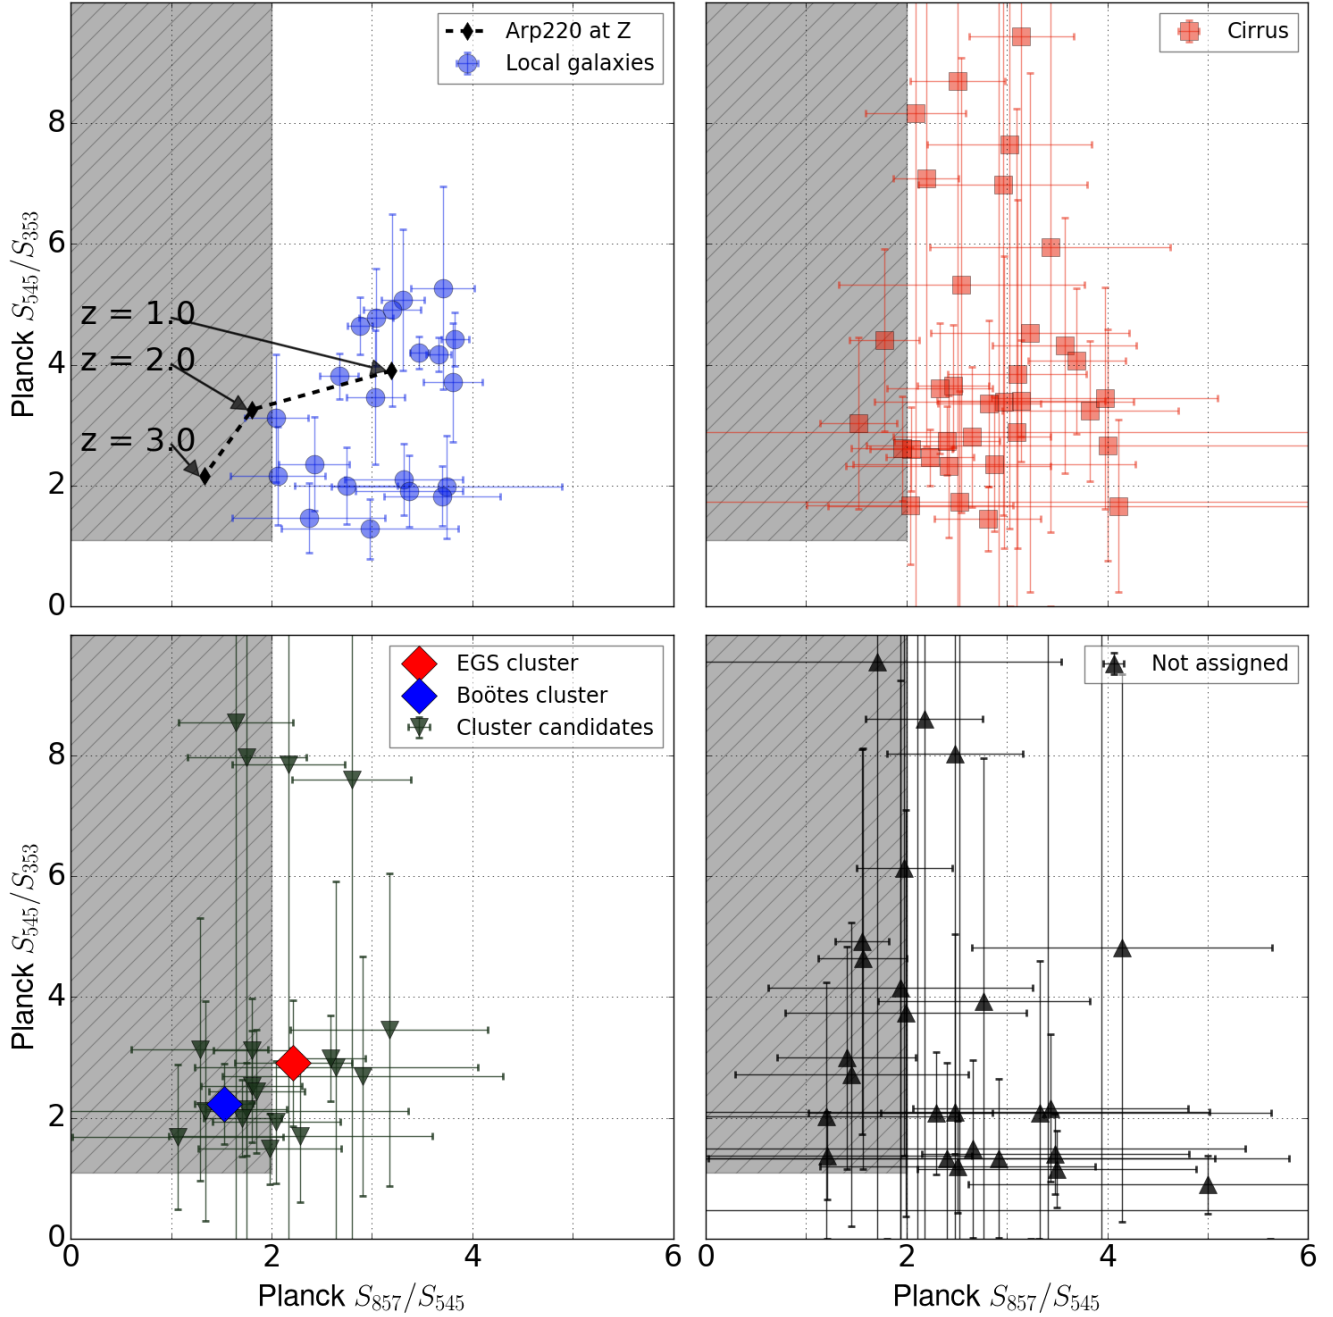 Arp220 at Z
Local galaxies
8
6
4
2
0
Planck S545/S353
z = 1.0
z = 2.0
z = 3.0
Cirrus
EGS cluster
Boötes cluster
Cluster candidates
8
6
4
2
0
Planck S545/S353
0 2 4 6
Planck S857/S545
Not assigned
0 2 4 6
Planck S857/S545